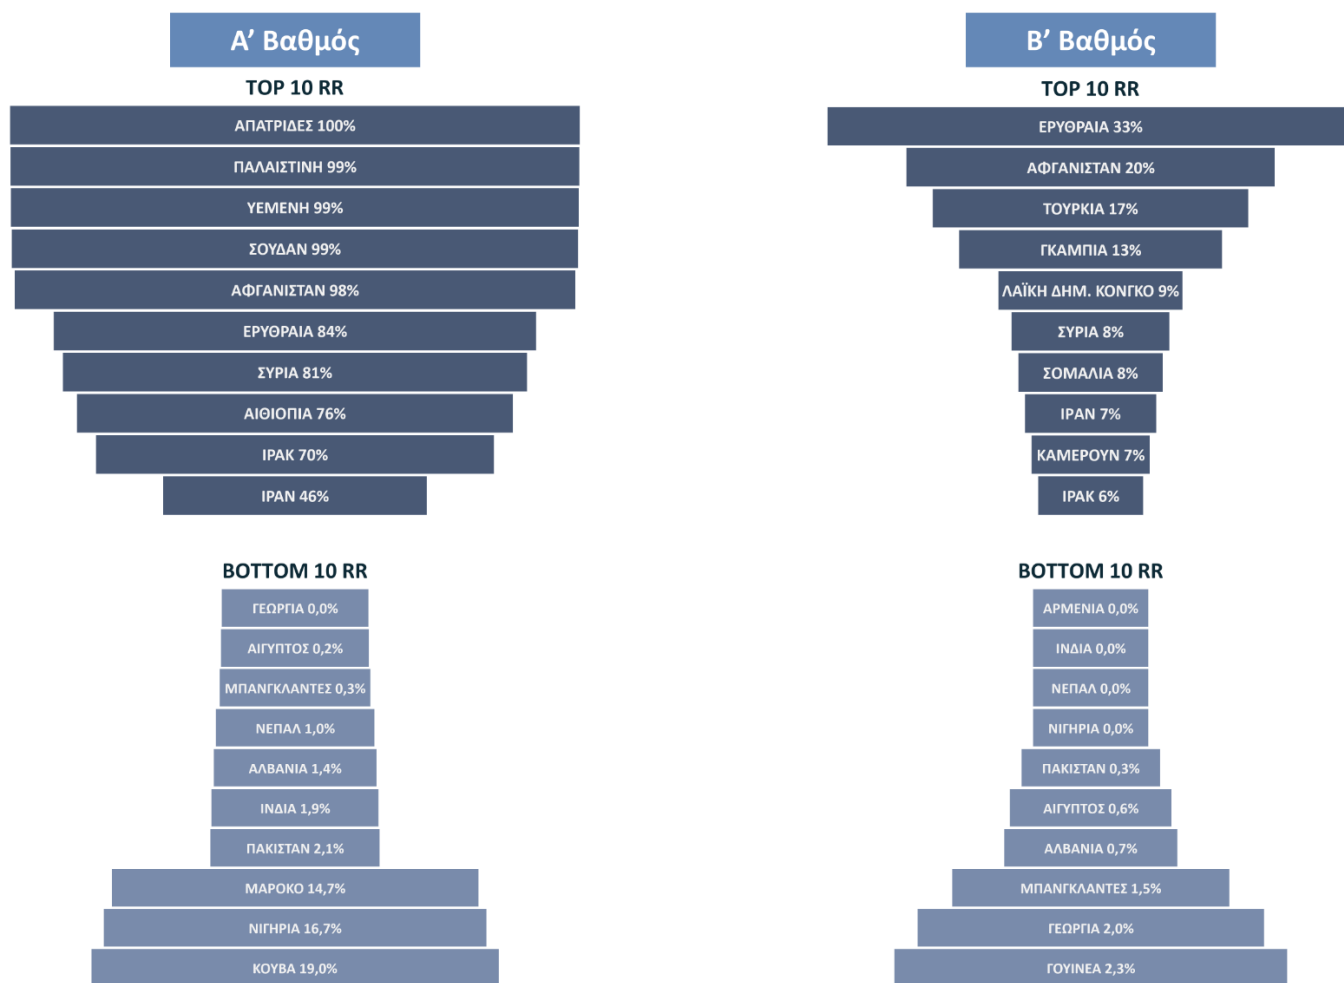 Α’ Βαθμός
TOP 10 RR
ΑΠΑΤΡΙΔΕΣ 100%
ΠΑΛΑΙΣΤΙΝΗ 99%
ΥΕΜΕΝΗ 99%
ΣΟΥΔΑΝ 99%
ΑΦΓΑΝΙΣΤΑΝ 98%
ΕΡΥΘΡΑΙΑ 84%
ΣΥΡΙΑ 81%
ΑΙΘΙΟΠΙΑ 76%
ΙΡΑΚ 70%
ΙΡΑΝ 46%
BOTTOM 10 RR
ΓΕΩΡΓΙΑ 0,0%
ΑΙΓΥΠΤΟΣ 0,2%
ΜΠΑΝΓΚΛΑΝΤΕΣ 0,3%
ΝΕΠΑΛ 1,0%
ΑΛΒΑΝΙΑ 1,4%
ΙΝΔΙΑ 1,9%
ΠΑΚΙΣΤΑΝ 2,1%
ΜΑΡΟΚΟ 14,7%
ΝΙΓΗΡΙΑ 16,7%
ΚΟΥΒΑ 19,0%
Β’ Βαθμός
TOP 10 RR
ΕΡΥΘΡΑΙΑ 33%
ΑΦΓΑΝΙΣΤΑΝ 20%
ΤΟΥΡΚΙΑ 17%
ΓΚΑΜΠΙΑ 13%
ΛΑΪΚΗ ΔΗΜ. ΚΟΝΓΚΟ 9%
ΣΥΡΙΑ 8%
ΣΟΜΑΛΙΑ 8%
ΙΡΑΝ 7%
ΚΑΜΕΡΟΥΝ 7%
ΙΡΑΚ 6%
BOTTOM 10 RR
ΑΡΜΕΝΙΑ 0,0%
ΙΝΔΙΑ 0,0%
ΝΕΠΑΛ 0,0%
ΝΙΓΗΡΙΑ 0,0%
ΠΑΚΙΣΤΑΝ 0,3%
ΑΙΓΥΠΤΟΣ 0,6%
ΑΛΒΑΝΙΑ 0,7%
ΜΠΑΝΓΚΛΑΝΤΕΣ 1,5%
ΓΕΩΡΓΙΑ 2,0%
ΓΟΥΙΝΕΑ 2,3%